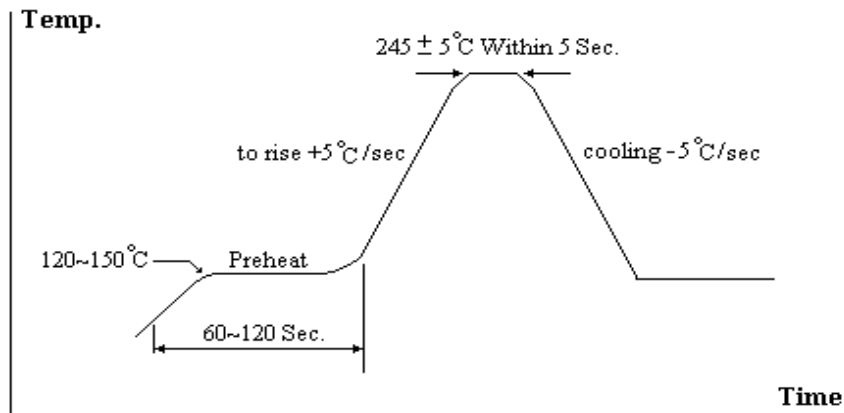 Temp.
245 ± 5°C Within 5 Sec.
to rise +5°C/sec
cooling -5°C/sec
120~150°C
Preheat
60~120 Sec.
Time